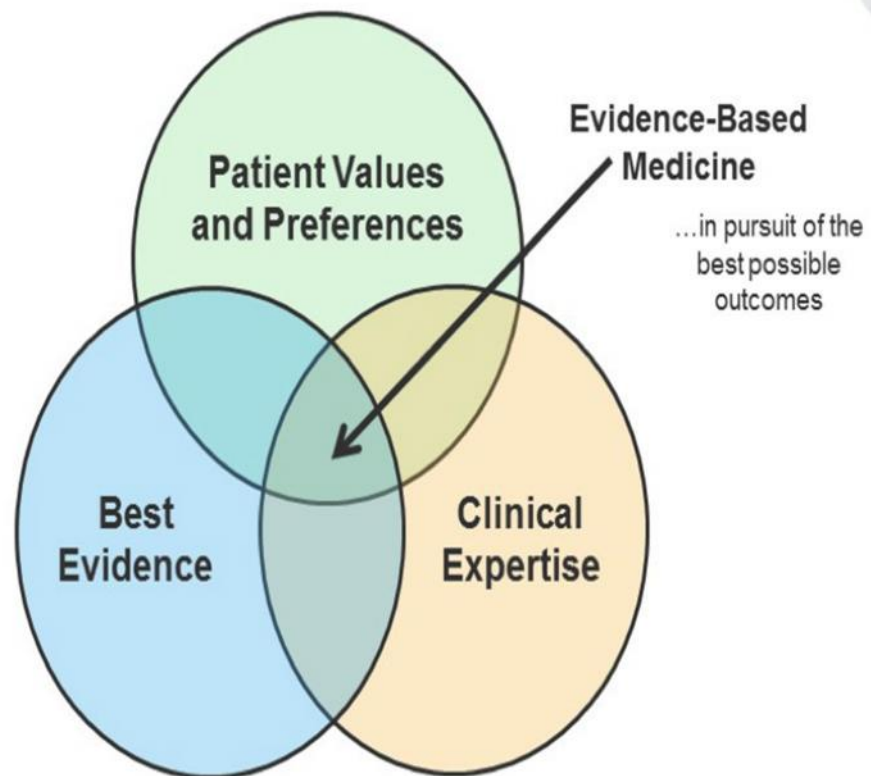 Patient Values
and Preferences
Evidence-Based
Medicine
…in pursuit of the
best possible
outcomes
Best
Evidence
Clinical
Expertise